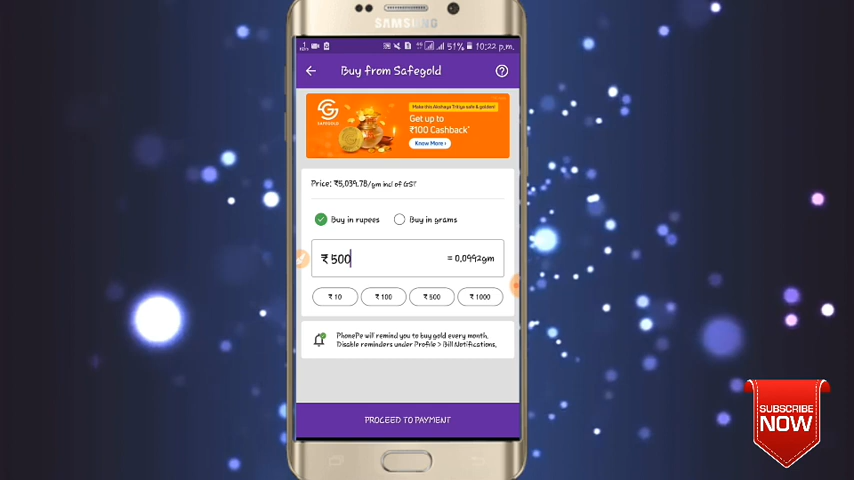 SAMSUNG
51% 10:22 p.m.
Buy from Safegold
SAFEGOLD
Make this Akshaya Tritiya safe & golden!
Get up to
₹100 Cashback*
Know More ›
Price: ₹5,039.78/gm incl of GST
Buy in rupees
Buy in grams
₹ 500
= 0.0992gm
₹ 10
₹ 100
₹ 500
₹ 1000
PhonePe will remind you to buy gold every month.
Disable reminders under Profile > Bill Notifications.
PROCEED TO PAYMENT
SUBSCRIBE
NOW